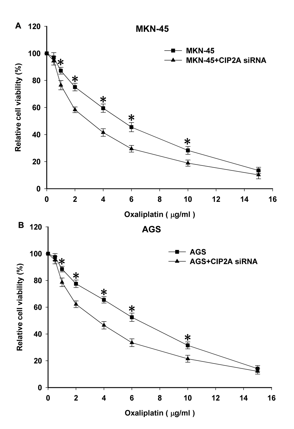 A
MKN-45
MKN-45
MKN-45+CIP2A siRNA
Relative cell viability (%)
120
100
80
60
40
20
0
* * * * *
0 2 4 6 8 10 12 14 16
Oxaliplatin ( μg/ml )
B
AGS
AGS
AGS+CIP2A siRNA
Relative cell viability (%)
120
100
80
60
40
20
0
* * * * *
0 2 4 6 8 10 12 14 16
Oxaliplatin ( μg/ml )